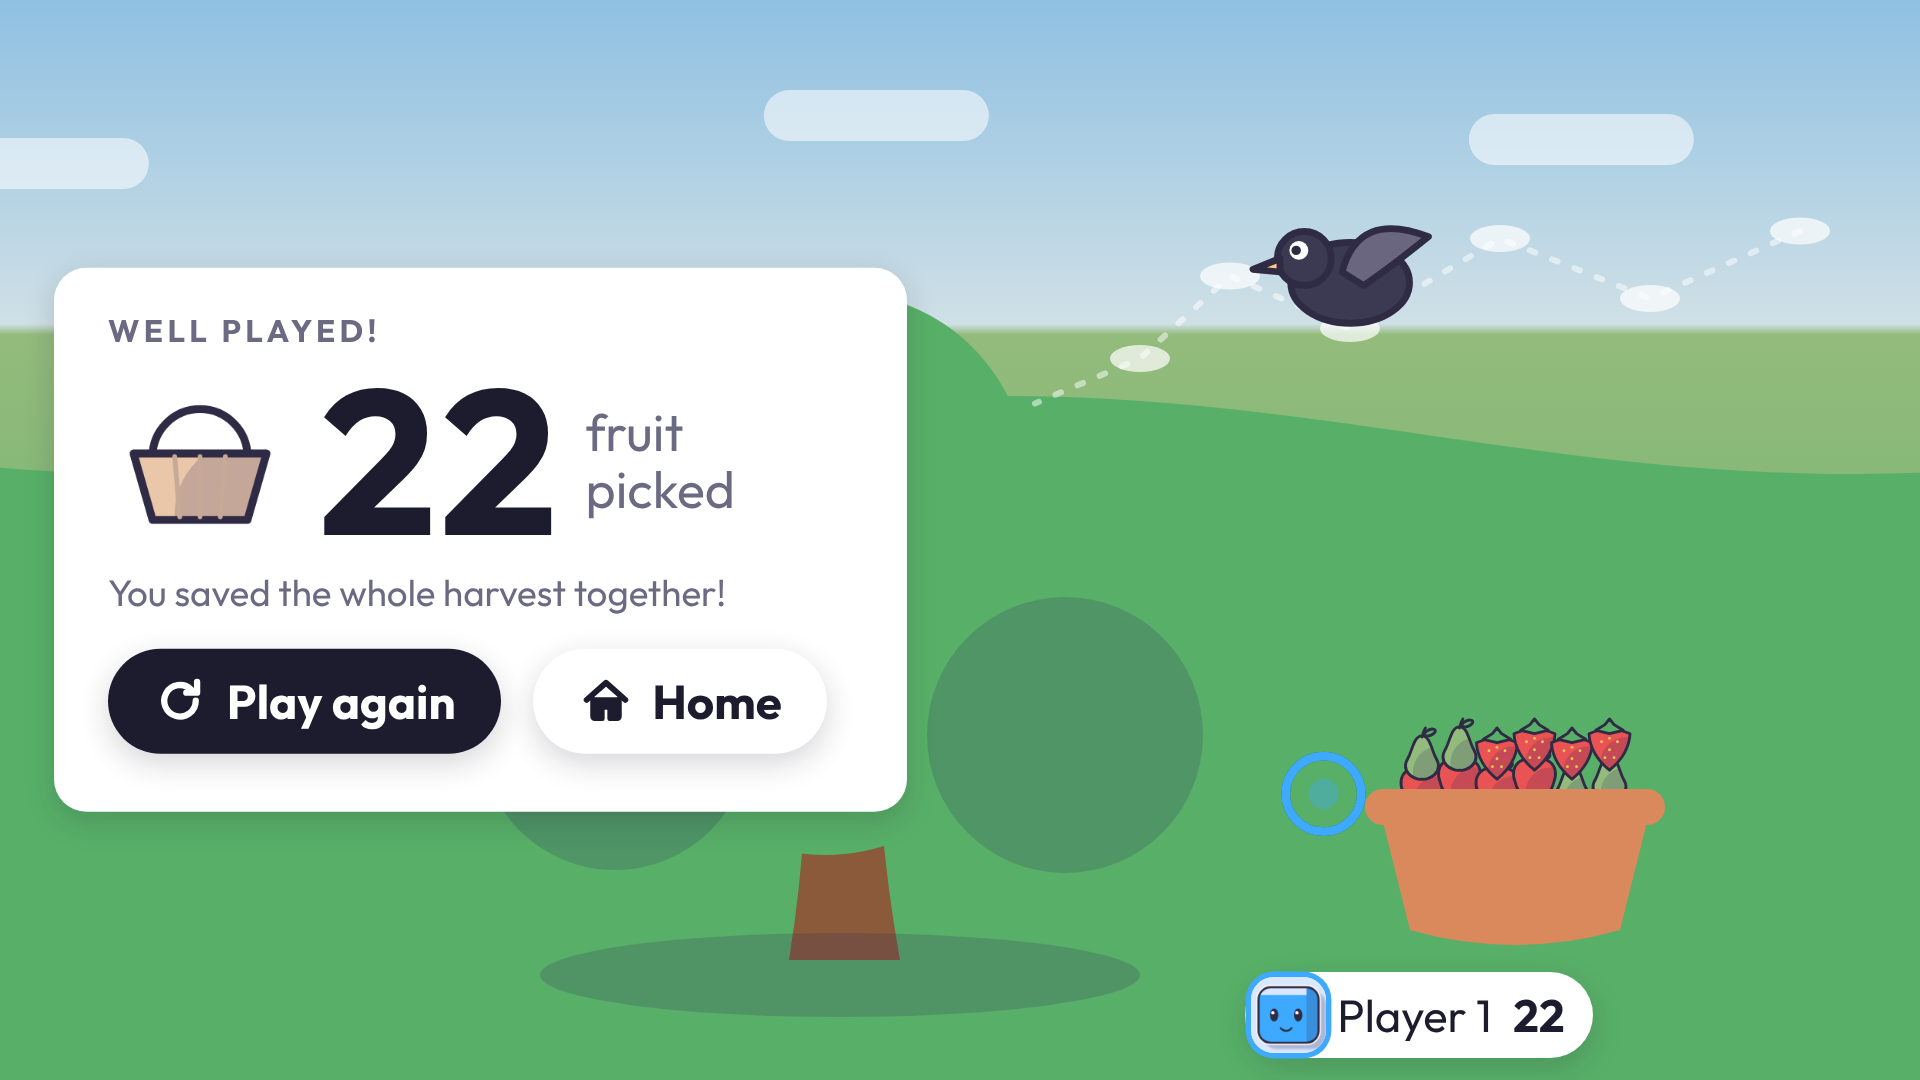 WELL PLAYED!
22
fruit
picked
You saved the whole harvest together!
Play again
Home
Player 1 22